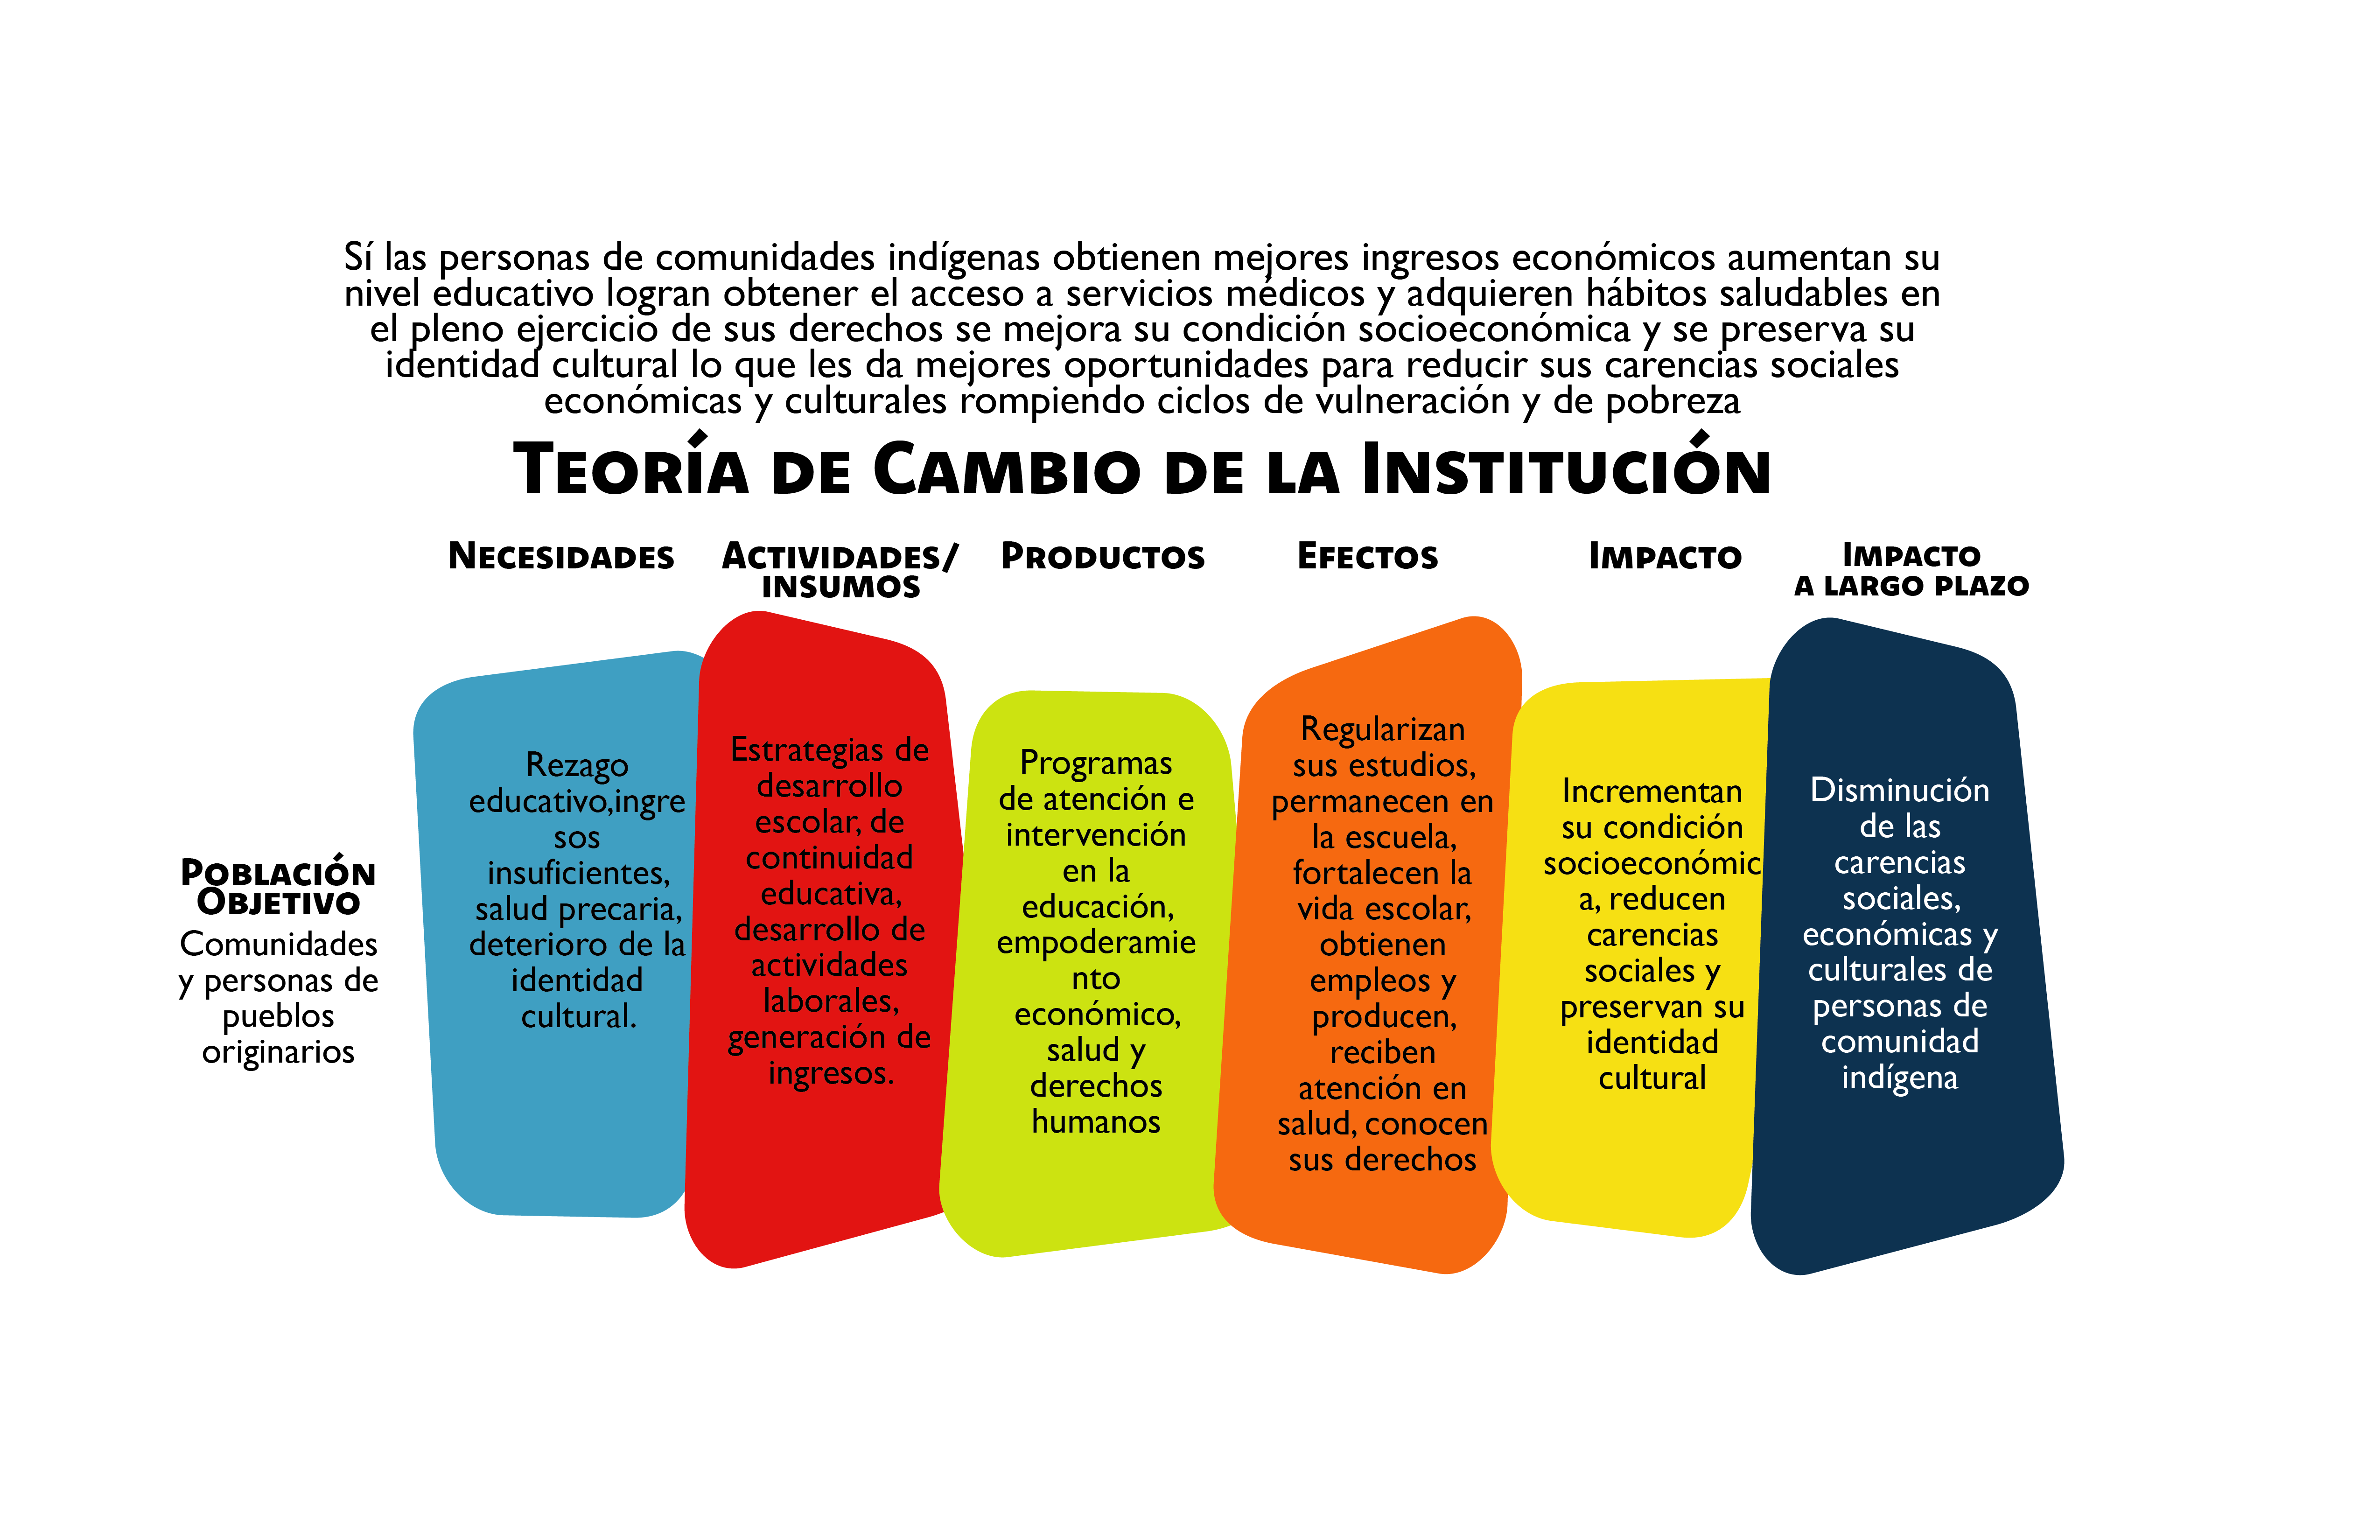 Sí las personas de comunidades indígenas obtienen mejores ingresos económicos aumentan su
nivel educativo logran obtener el acceso a servicios médicos y adquieren hábitos saludables en
el pleno ejercicio de sus derechos se mejora su condición socioeconómica y se preserva su
identidad cultural lo que les da mejores oportunidades para reducir sus carencias sociales
económicas y culturales rompiendo ciclos de vulneración y de pobreza
Teoría de Cambio de la Institución
Población
Objetivo
Comunidades
y personas de
pueblos
originarios
Necesidades
Rezago
educativo,ingre
sos
insuficientes,
salud precaria,
deterioro de la
identidad
cultural.
Actividades/
insumos
Estrategias de
desarrollo
escolar, de
continuidad
educativa,
desarrollo de
actividades
laborales,
generación de
ingresos.
Productos
Programas
de atención e
intervención
en la
educación,
empoderamie
nto
económico,
salud y
derechos
humanos
Efectos
Regularizan
sus estudios,
permanecen en
la escuela,
fortalecen la
vida escolar,
obtienen
empleos y
producen,
reciben
atención en
salud, conocen
sus derechos
Impacto
Incrementan
su condición
socioeconómic
a, reducen
carencias
sociales y
preservan su
identidad
cultural
Impacto
a largo plazo
Disminución
de las
carencias
sociales,
económicas y
culturales de
personas de
comunidad
indígena